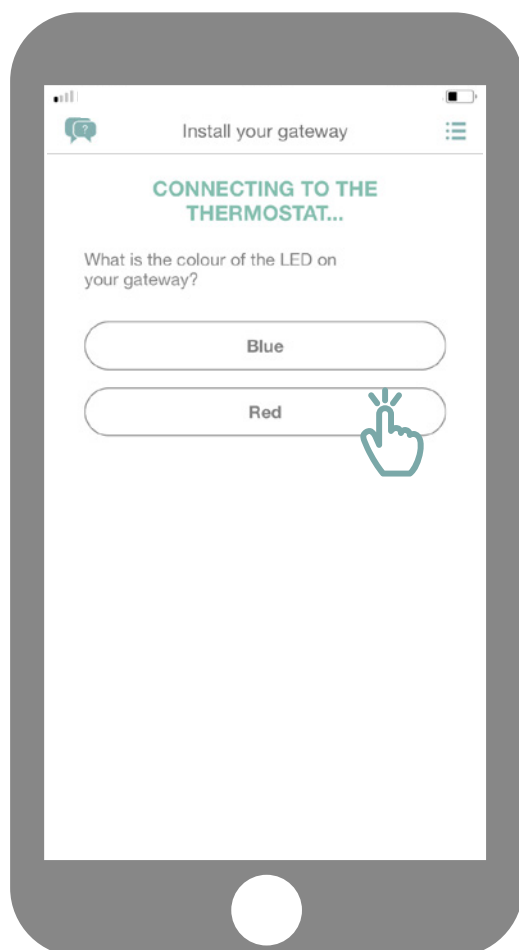 Install your gateway
CONNECTING TO THE
THERMOSTAT...
What is the colour of the LED on
your gateway?
Blue
Red